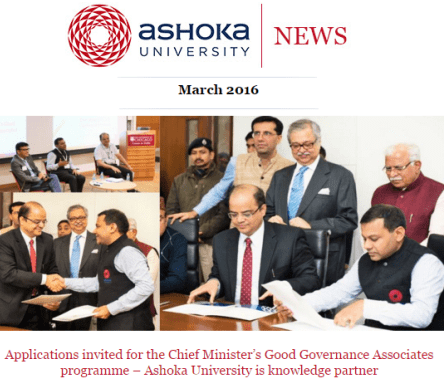 ASHOKA
UNIVERSITY
NEWS
March 2016
Applications invited for the Chief Minister's Good Governance Associates
programme – Ashoka University is knowledge partner